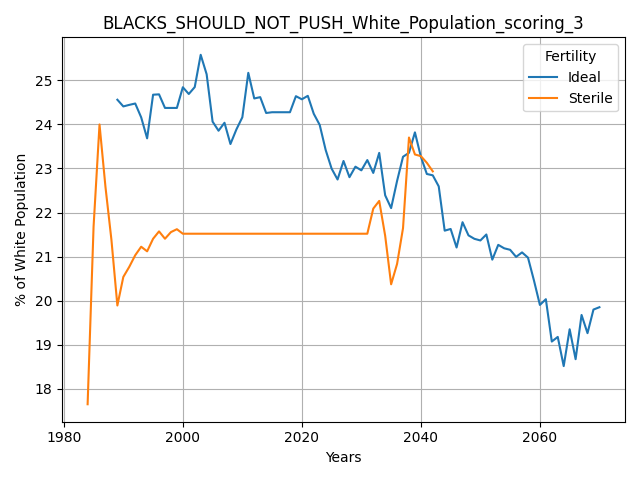 BLACKS_SHOULD_NOT_PUSH_White_Population_scoring_3
Fertility
Ideal
Sterile
% of White Population
25
24
23
22
21
20
19
18
1980
2000
2020
2040
2060
Years